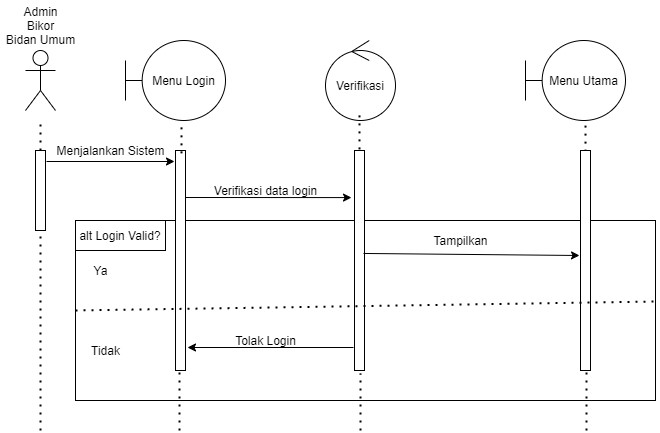 Admin
Bikor
Bidan Umum
Menu Login
Verifikasi
Menu Utama
Menjalankan Sistem
Verifikasi data login
alt Login Valid?
Tampilkan
Ya
Tolak Login
Tidak